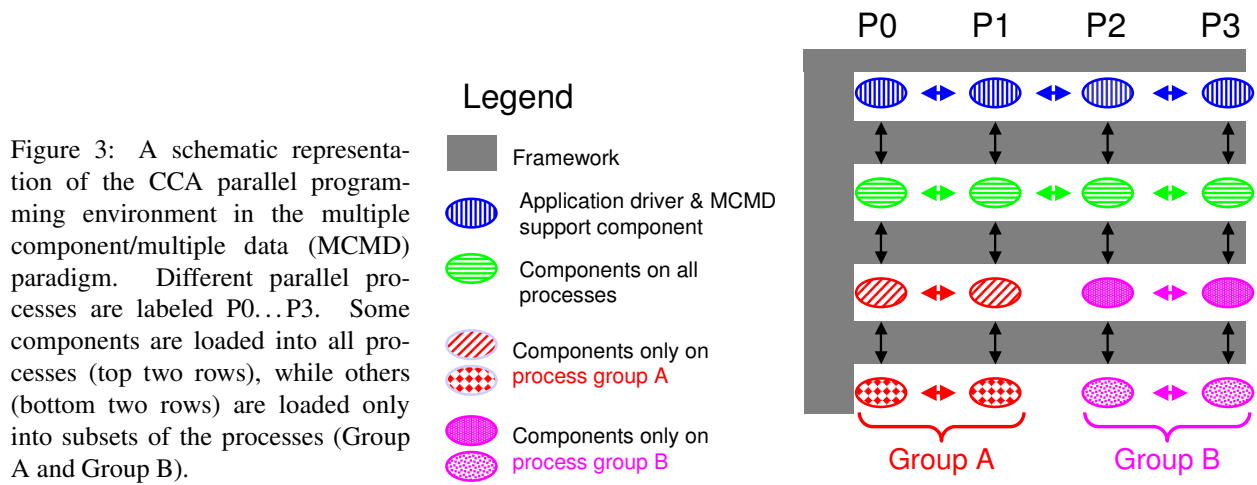 Figure 3: A schematic representa-
tion of the CCA parallel program-
ming environment in the multiple
component/multiple data (MCMD)
paradigm. Different parallel pro-
cesses are labeled P0...P3. Some
components are loaded into all pro-
cesses (top two rows), while others
(bottom two rows) are loaded only
into subsets of the processes (Group
A and Group B).
Legend
Framework
Application driver & MCMD
support component
Components on all
processes
Components only on
process group A
Components only on
process group B
P0 P1 P2 P3
Group A Group B